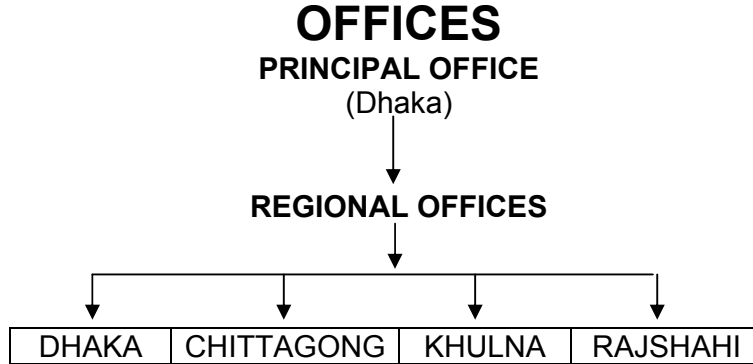 OFFICES
PRINCIPAL OFFICE
(Dhaka)
REGIONAL OFFICES
DHAKA CHITTAGONG KHULNA RAJSHAHI